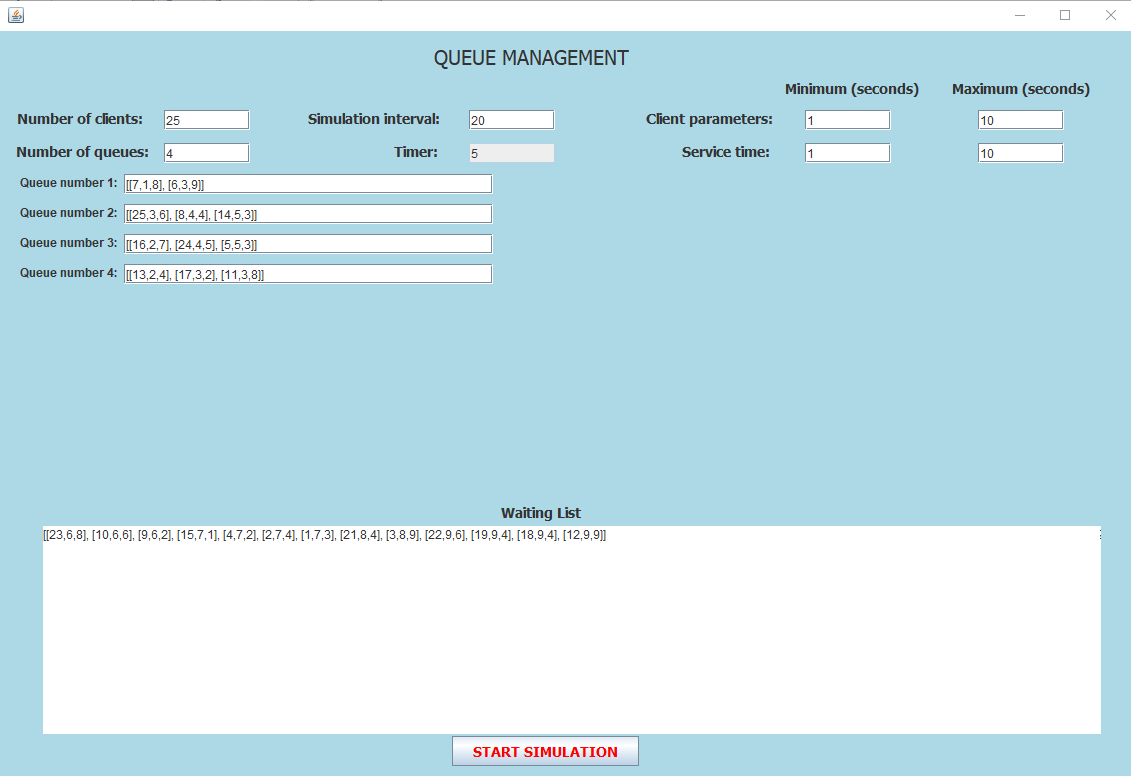 QUEUE MANAGEMENT
Minimum (seconds) Maximum (seconds)
Number of clients: 25 Simulation interval: 20 Client parameters: 1 10
Number of queues: 4 Timer: 5 Service time: 1 10
Queue number 1: [[7,1,8], [6,3,9]]
Queue number 2: [[25,3,6], [8,4,4], [14,5,3]]
Queue number 3: [[16,2,7], [24,4,5], [5,5,3]]
Queue number 4: [[13,2,4], [17,3,2], [11,3,8]]
Waiting List
[[23,6,8], [10,6,6], [9,6,2], [15,7,1], [4,7,2], [2,7,4], [1,7,3], [21,8,4], [3,8,9], [22,9,6], [19,9,4], [18,9,4], [12,9,9]]
START SIMULATION